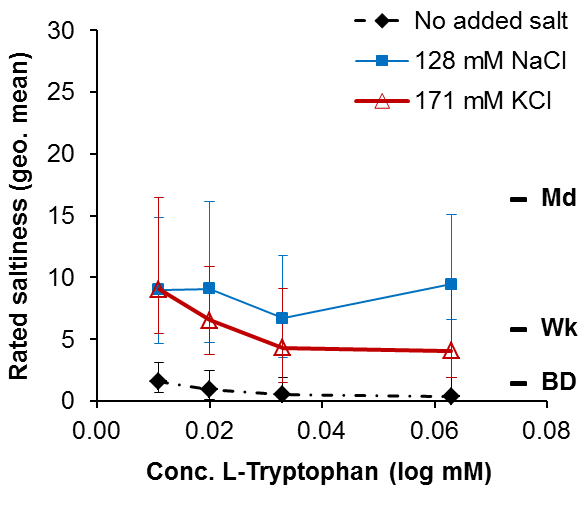 No added salt
128 mM NaCl
171 mM KCl
Rated saltiness (geo. mean)
30
25
20
15
10
5
0
Md
Wk
BD
0.00 0.02 0.04 0.06 0.08
Conc. L-Tryptophan (log mM)